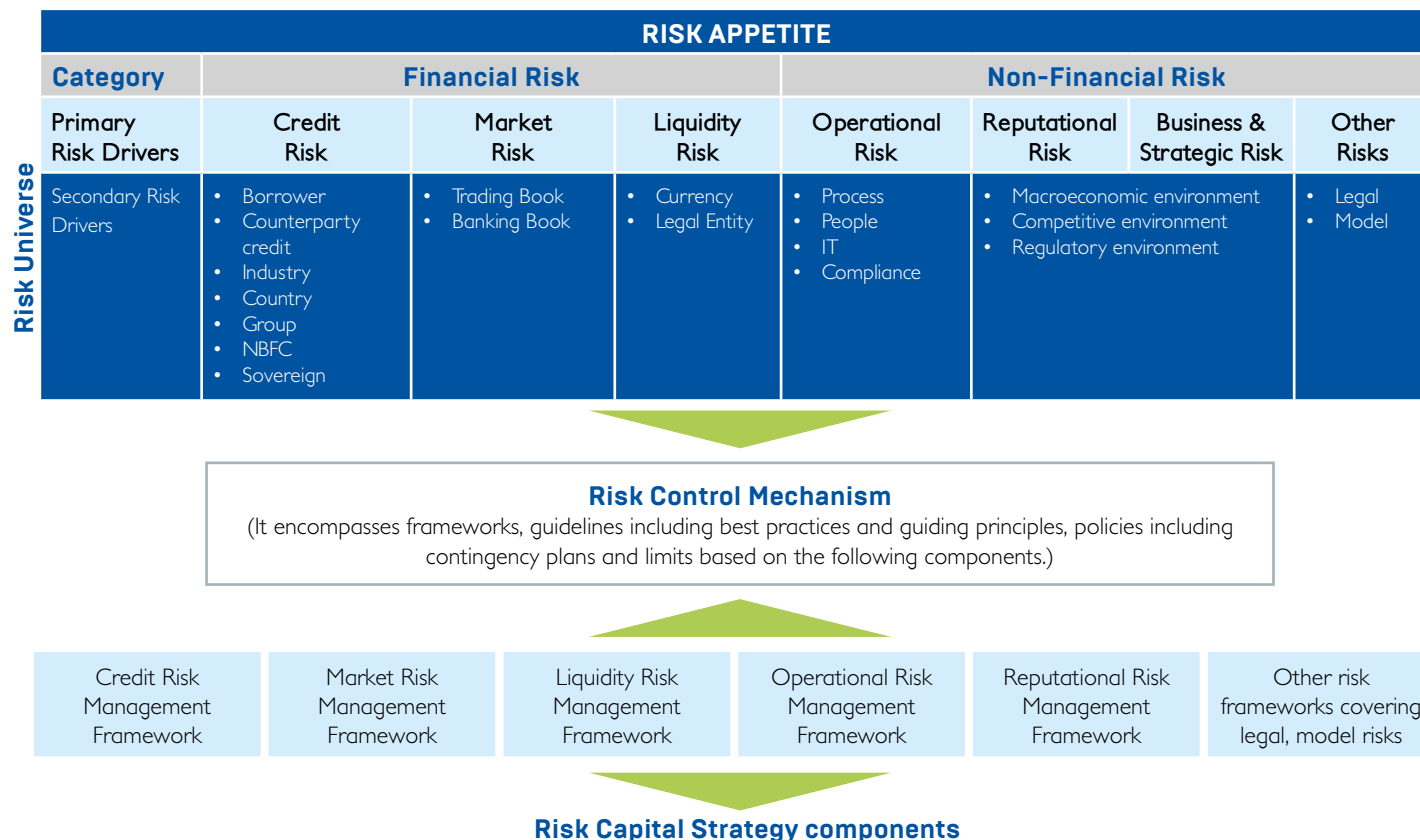 RISK APPETITE
Risk Universe
Category
Financial Risk
Non-Financial Risk
Primary
Risk Drivers
Credit
Risk
Market
Risk
Liquidity
Risk
Operational
Risk
Reputational
Risk
Business &
Strategic Risk
Other
Risks
Secondary Risk
Drivers
• Borrower
• Counterparty
credit
• Industry
• Country
• Group
• NBFC
• Sovereign
• Trading Book
• Banking Book
• Currency
• Legal Entity
• Process
• People
• IT
• Compliance
• Macroeconomic environment
• Competitive environment
• Regulatory environment
• Legal
• Model
Risk Control Mechanism
(It encompasses frameworks, guidelines including best practices and guiding principles, policies including
contingency plans and limits based on the following components.)
Credit Risk
Management
Framework
Market Risk
Management
Framework
Liquidity Risk
Management
Framework
Operational Risk
Management
Framework
Reputational Risk
Management
Framework
Other risk
frameworks covering
legal, model risks
Risk Capital Strategy components